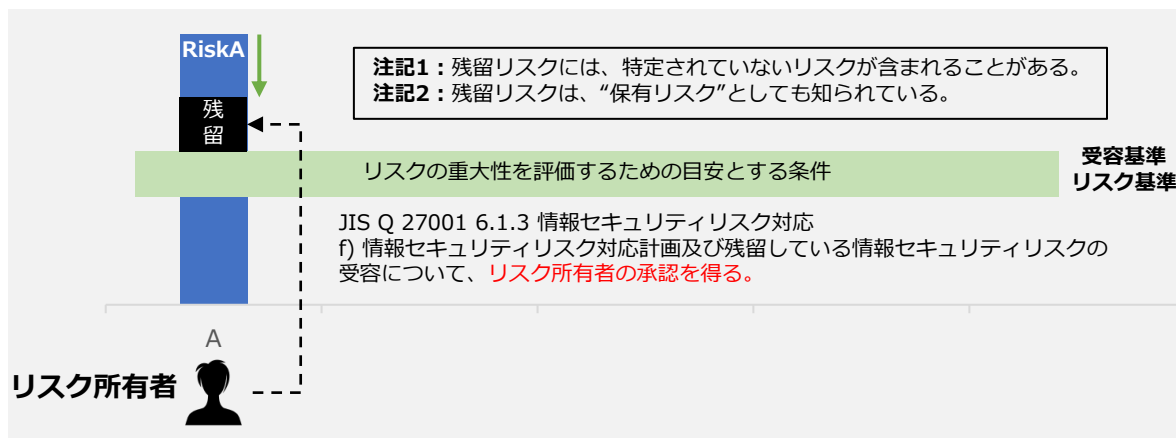 RiskA
注記1：残留リスクには、特定されていないリスクが含まれることがある。
注記2：残留リスクは、“保有リスク”としても知られている。
残
留
リスクの重大性を評価するための目安とする条件
受容基準
リスク基準
JIS Q 27001 6.1.3 情報セキュリティリスク対応
f) 情報セキュリティリスク対応計画及び残留している情報セキュリティリスクの
受容について、リスク所有者の承認を得る。
A
リスク所有者